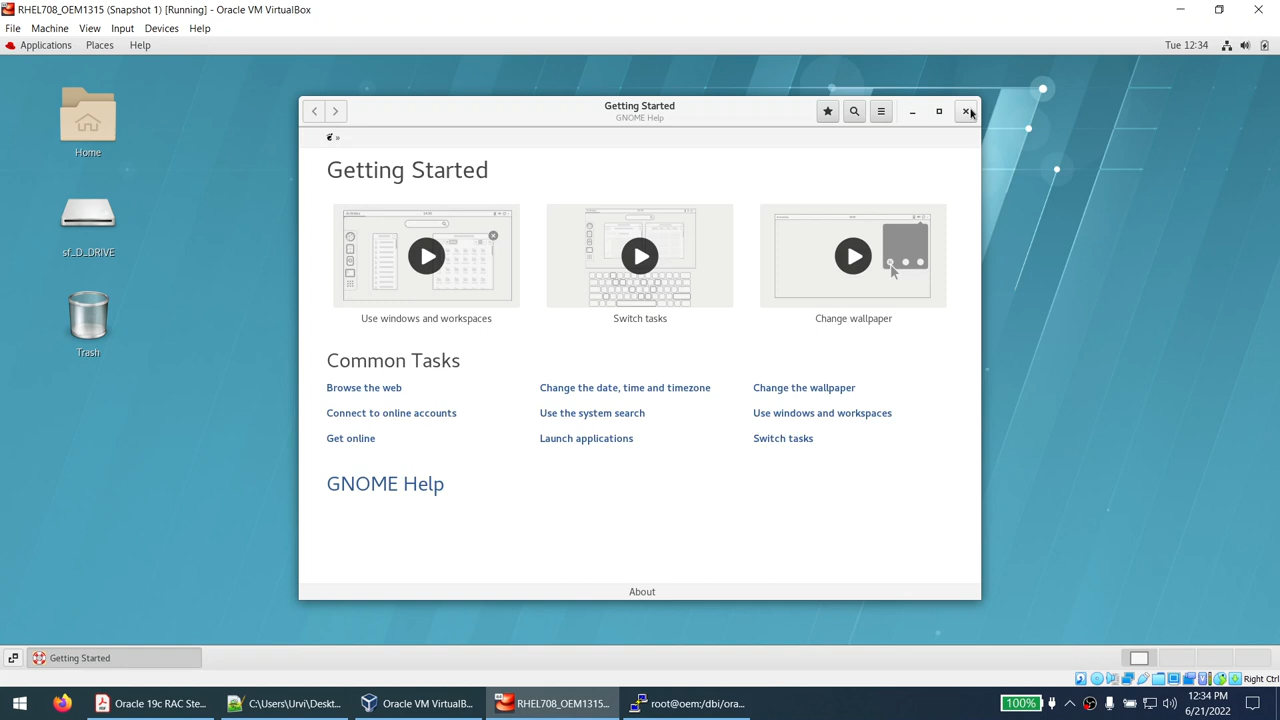 RHEL708_OEM1315 (Snapshot 1) [Running] - Oracle VM VirtualBox
File Machine View Input Devices Help
Applications Places Help Tue 12:34
Getting Started
GNOME Help
»
Getting Started
Home
sf_D_DRIVE
Trash
Use windows and workspaces Switch tasks Change wallpaper
Common Tasks
Browse the web Change the date, time and timezone Change the wallpaper
Connect to online accounts Use the system search Use windows and workspaces
Get online Launch applications Switch tasks
GNOME Help
About
Getting Started
Right Ctrl
Oracle 19c RAC Ste... C:\Users\Urvi\Deskt... Oracle VM VirtualB... RHEL708_OEM1315... root@oem:/dbi/ora... 100% 12:34 PM
6/21/2022